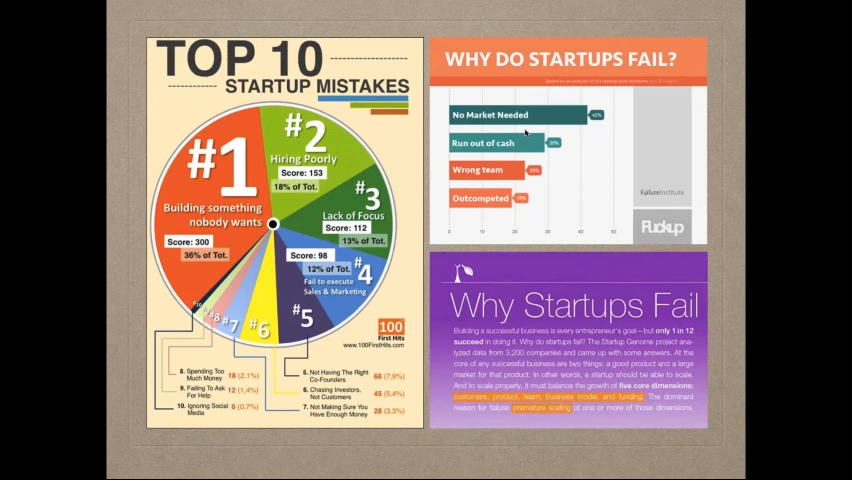 TOP 10
STARTUP MISTAKES
#1
Building something
nobody wants
Score: 300
36% of Tot.
#2
Hiring Poorly
Score: 153
18% of Tot.
#3
Lack of Focus
Score: 112
13% of Tot.
Score: 98
12% of Tot.
#4
Fail to execute
Sales & Marketing
#5
#6
#7
#8
100
First Hits
www.100FirstHits.com
8. Spending Too
Much Money
18 (2,1%)
9. Failing To Ask
For Help
12 (1,4%)
10. Ignoring Social
Media
6 (0,7%)
5. Not Having The Right
Co-Founders
66 (7,9%)
6. Chasing Investors,
Not Customers
45 (5,4%)
7. Not Making Sure You
Have Enough Money
28 (3.3%)
WHY DO STARTUPS FAIL?
No Market Needed
42%
Run out of cash
29%
Wrong team
23%
Outcompeted
19%
0 10 20 30 40 50
FailureInstitute
Fuckup
Why Startups Fail
Building a successful business is every entrepreneur's goal—but only 1 in 12
succeed in doing it. Why do startups fail? The Startup Genome project ana-
lyzed data from 3,200 companies and came up with some answers. At the
core of any successful business are two things: a good product and a large
market for that product. In other words, a startup should be able to scale.
And to scale properly, it must balance the growth of five core dimensions:
customers, product, team, business model, and funding. The dominant
reason for failure: premature scaling of one or more of those dimensions.